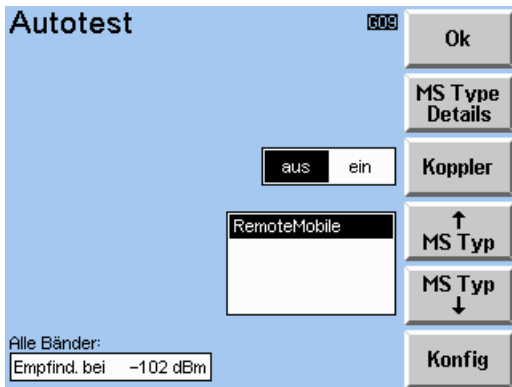 Autotest
G09
Ok
MS Type
Details
aus ein
Koppler
RemoteMobile
↑
MS Typ
MS Typ
↓
Alle Bänder:
Empfind. bei -102 dBm
Konfig